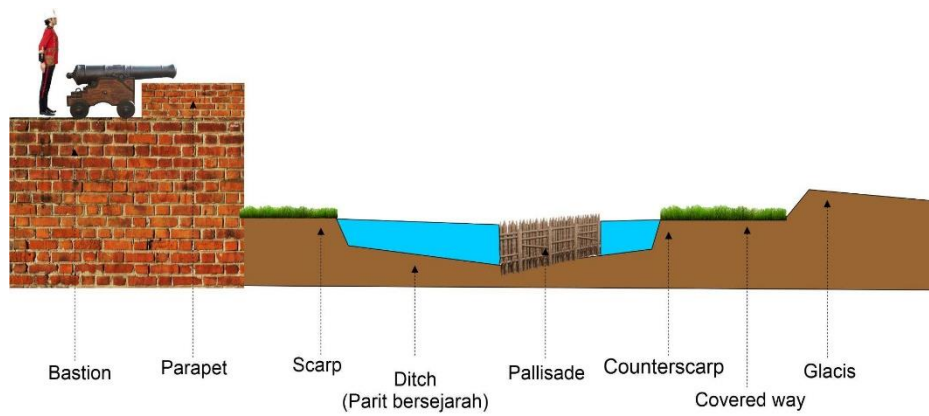 Bastion
Parapet
Scarp
Ditch
(Parit bersejarah)
Pallisade
Counterscarp
Covered way
Glacis